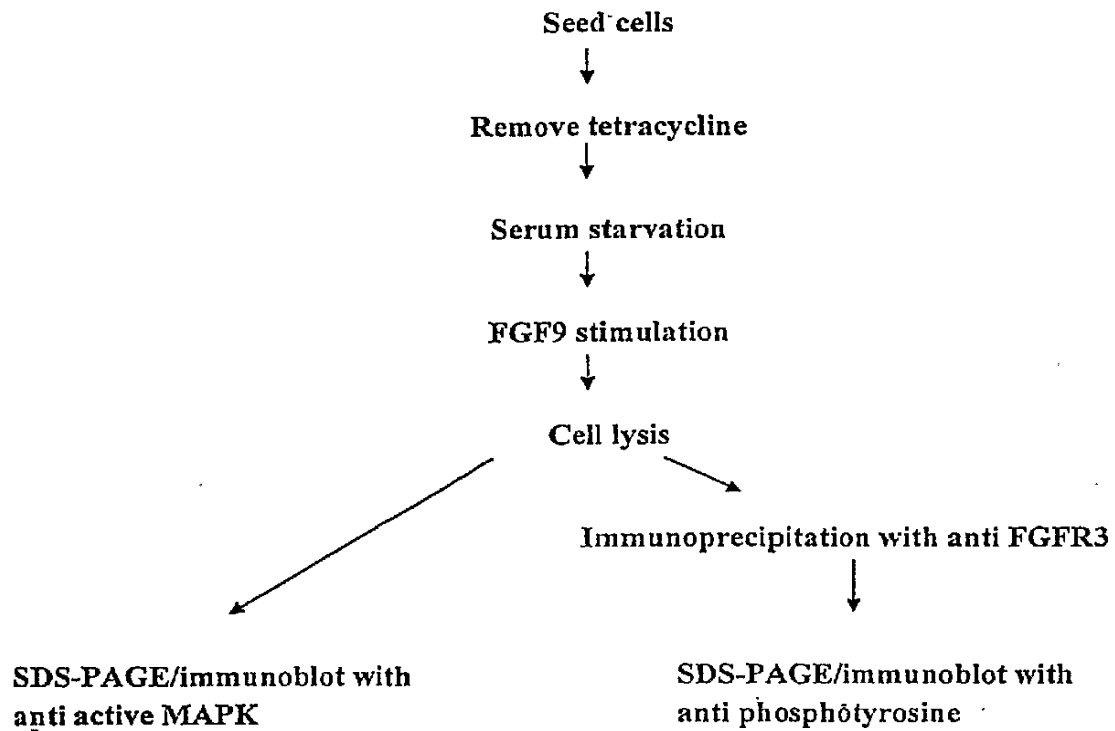 Seed cells
Remove tetracycline
Serum starvation
FGF9 stimulation
Cell lysis
Immunoprecipitation with anti FGFR3
SDS-PAGE/immunoblot with
anti active MAPK
SDS-PAGE/immunoblot with
anti phosphotyrosine